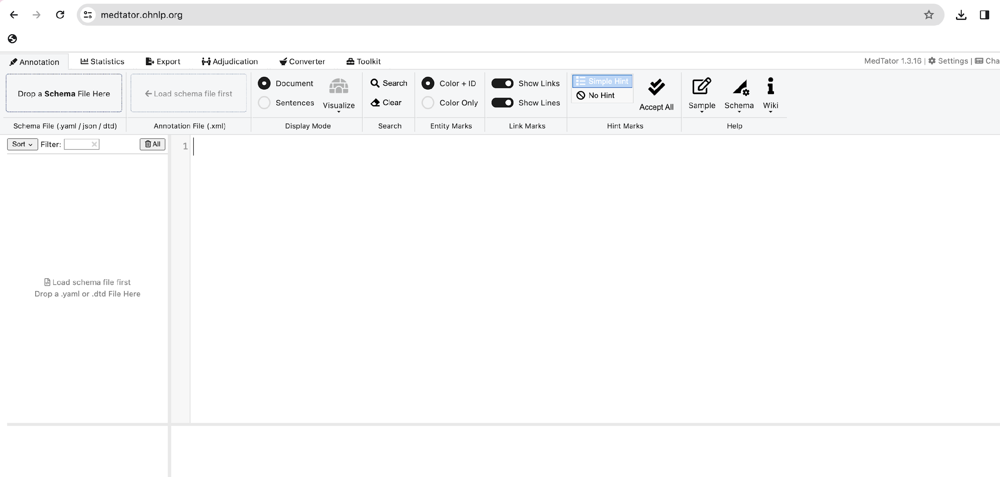 medtator.ohnlp.org
Annotation Statistics Export Adjudication Converter Toolkit MedTator 1.3.16 | Settings | Cha
Drop a Schema File Here
Schema File (.yaml / json / dtd)
Load schema file first
Annotation File (.xml)
Document
Sentences
Visualize
Display Mode
Search
Clear
Search
Color + ID
Color Only
Entity Marks
Show Links
Show Lines
Link Marks
Simple Hint
No Hint
Accept All
Hint Marks
Sample Schema Wiki
Help
Sort Filter: All
1
Load schema file first
Drop a .yaml or .dtd File Here